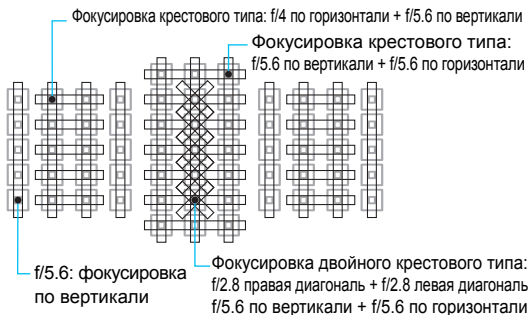 Фокусировка крестового типа: f/4 по горизонтали + f/5.6 по вертикали
Фокусировка крестового типа:
f/5.6 по вертикали + f/5.6 по горизонтали
f/5.6: фокусировка
по вертикали
Фокусировка двойного крестового типа:
f/2.8 правая диагональ + f/2.8 левая диагональ
f/5.6 по вертикали + f/5.6 по горизонтали